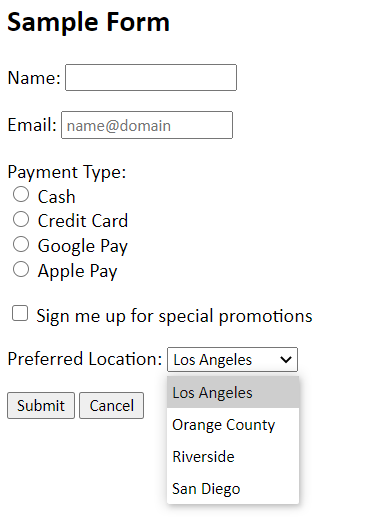 Sample Form
Name:
Email: name@domain
Payment Type:
Cash
Credit Card
Google Pay
Apple Pay
Sign me up for special promotions
Preferred Location: Los Angeles
Los Angeles
Orange County
Riverside
San Diego
Submit Cancel